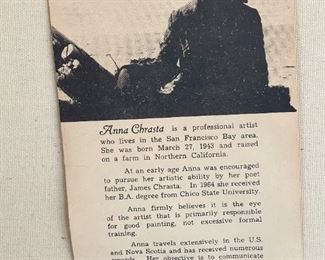 Anna Chrasta is a professional artist
who lives in the San Francisco Bay area.
She was born March 27, 1943 and raised
on a farm in Northern California.
At an early age Anna was encouraged
to pursue her artistic ability by her poet
father, James Chrasta. In 1964 she received
her B.A. degree from Chico State University.
Anna firmly believes it is the eye
of the artist that is primarily responsible
for good painting, not excessive formal
training.
Anna travels extensively in the U.S.
and Nova Scotia and has received numerous
awards. Her objective is to communicate